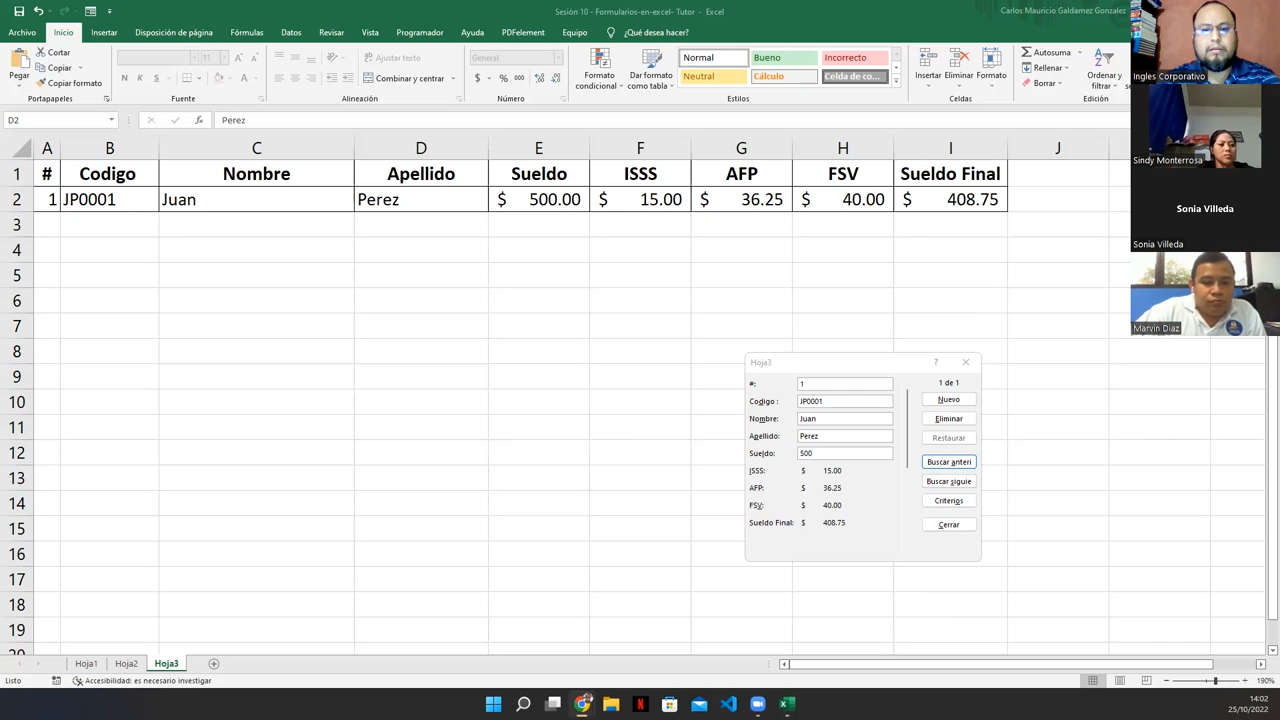 Sesión 10 - Formularios-en-excel- Tutor - Excel
Carlos Mauricio Galdamez Gonzalez
Archivo Inicio Insertar Disposición de página Fórmulas Datos Revisar Vista Programador Ayuda PDFelement Equipo ¿Qué desea hacer?
Pegar
Cortar
Copiar
Copiar formato
Portapapeles
11
N K S
Fuente
Ajustar texto
Combinar y centrar
Alineación
General
$ % 000
Número
Formato condicional
Dar formato como tabla
Normal Bueno Incorrecto
Neutral Cálculo Celda de co...
Estilos
Insertar Eliminar Formato
Celdas
Autosuma
Rellenar
Borrar
Ordenar y filtrar
Edición
Ingles Corporativo
Sindy Monterrosa
Sonia Villeda
Sonia Villeda
Marvin Diaz
D2 fx Perez
A B C D E F G H I J
1 # Codigo Nombre Apellido Sueldo ISSS AFP FSV Sueldo Final
2 1 JP0001 Juan Perez $ 500.00 $ 15.00 $ 36.25 $ 40.00 $ 408.75
3
4
5
6
7
8
9
10
11
12
13
14
15
16
17
18
19
20
Hoja3 ?
#: 1
Codigo : JP0001
Nombre: Juan
Apellido: Perez
Sueldo: 500
ISSS: $ 15.00
AFP: $ 36.25
FSV: $ 40.00
Sueldo Final: $ 408.75
1 de 1
Nuevo
Eliminar
Restaurar
Buscar anteri
Buscar siguie
Criterios
Cerrar
Hoja1 Hoja2 Hoja3
Listo Accesibilidad: es necesario investigar 190%
14:02
25/10/2022